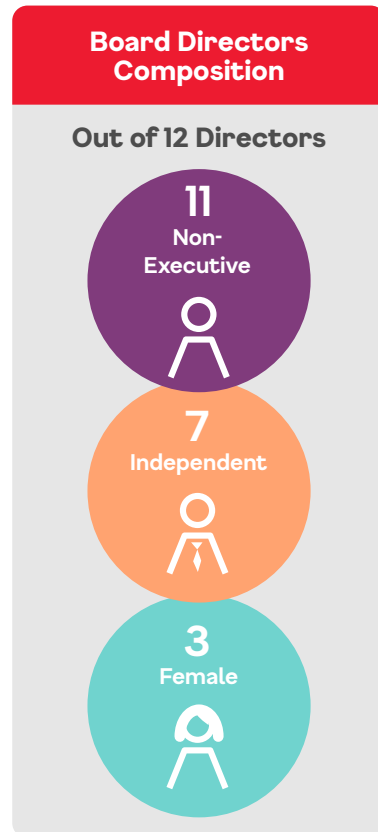 Board Directors
Composition
Out of 12 Directors
11
Non-
Executive
7
Independent
3
Female